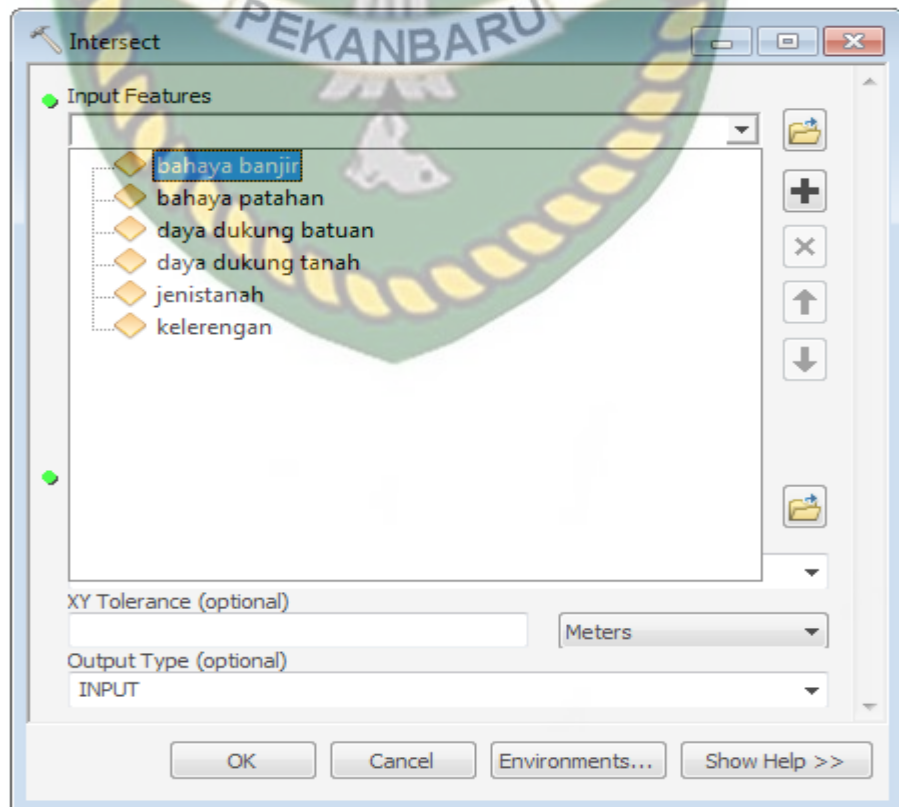 PEKANBARU
Intersect
Input Features
bahaya banjir
bahaya patahan
daya dukung batuan
daya dukung tanah
jenistanah
kelerengan
XY Tolerance (optional)
Meters
Output Type (optional)
INPUT
OK
Cancel
Environments...
Show Help >>